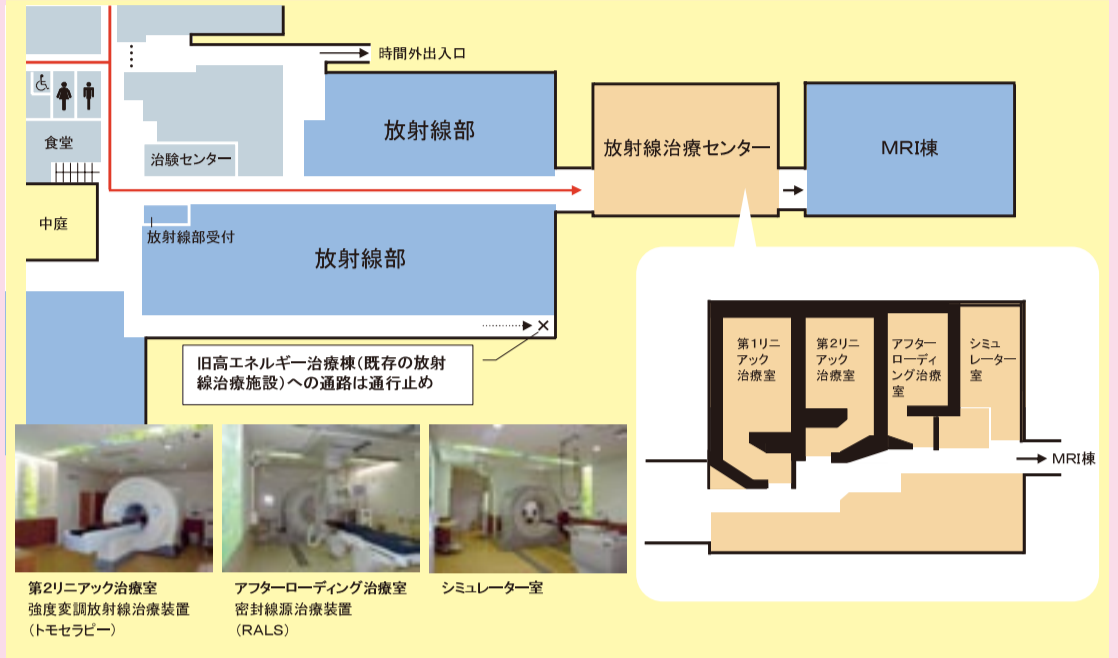 時間外出入口
放射線部
放射線治療センター
MRI棟
食堂
治験センター
中庭
放射線部受付
放射線部
旧高エネルギー治療棟(既存の放射
線治療施設)への通路は通行止め
第1リニ
アック
治療室
第2リニ
アック
治療室
アフター
ローディ
ング治療
室
シミュ
レーター
室
MRI棟
第2リニアック治療室
強度変調放射線治療装置
(トモセラピー)
アフターローディング治療室
密封線源治療装置
(RALS)
シミュレーター室